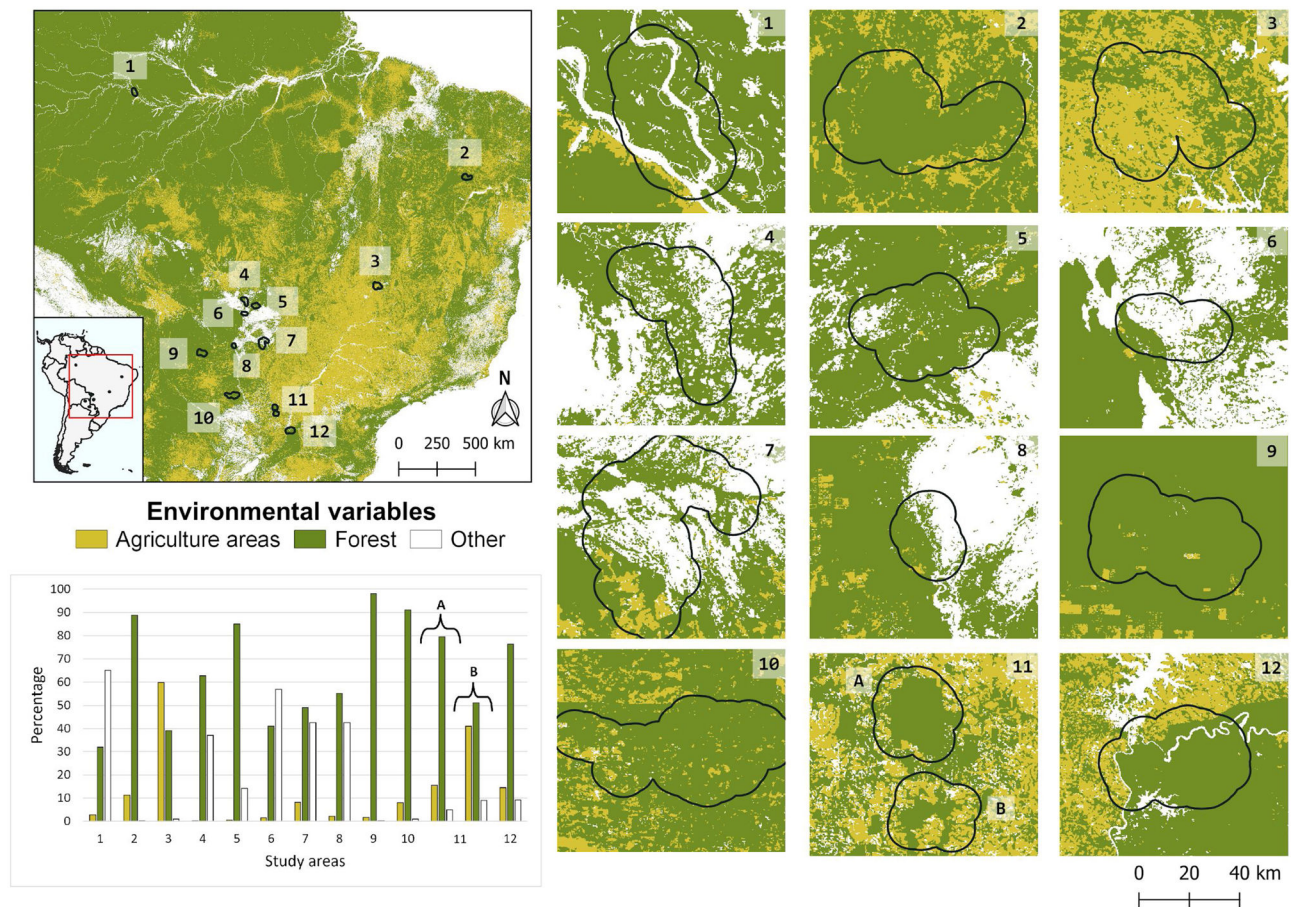 1
2
3
4
5
6
7
8
9
10
11
12
N
0 250 500 km
Environmental variables
Agriculture areas Forest Other
100
90
80
70
60
50
40
30
20
10
0
Percentage
A
B
1 2 3 4 5 6 7 8 9 10 11 12
Study areas
1
2
3
4
5
6
7
8
9
10
A
11
B
12
0 20 40 km